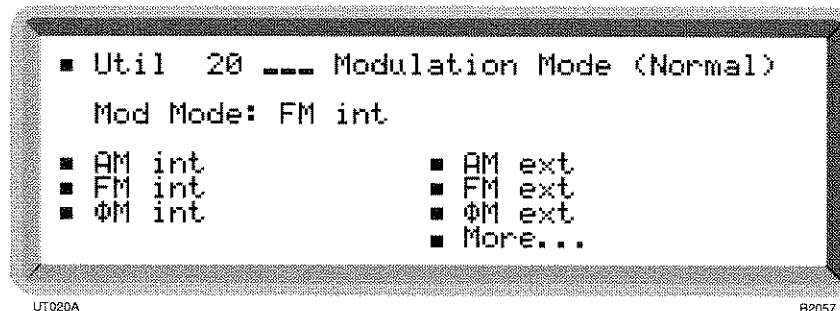 ▪ Util 20 ___ Modulation Mode (Normal)
Mod Mode: FM int
▪ AM int ▪ AM ext
▪ FM int ▪ FM ext
▪ ΦM int ▪ ΦM ext
▪ More...
UT020A B2057